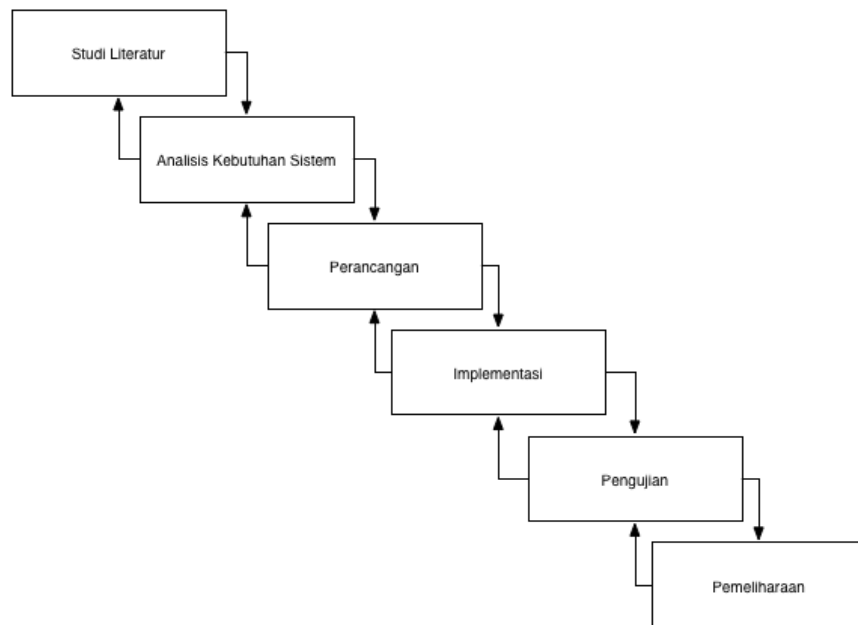 Studi Literatur
Analisis Kebutuhan Sistem
Perancangan
Implementasi
Pengujian
Pemeliharaan